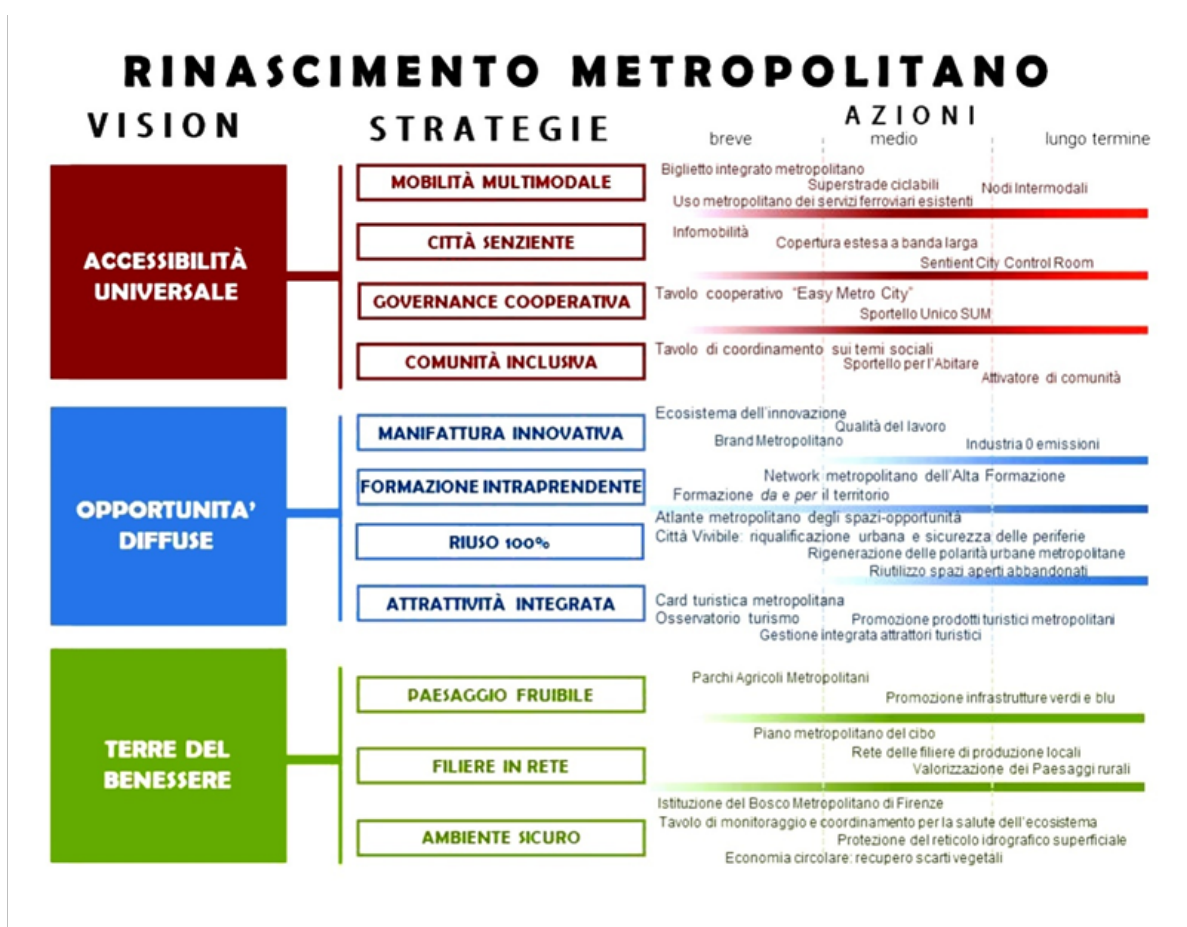 RINASCIMENTO METROPOLITANO
VISION
STRATEGIE
AZIONI
breve
medio
lungo termine
ACCESSIBILITÀ
UNIVERSALE
MOBILITÀ MULTIMODALE
Biglietto integrato metropolitano
Superstrade ciclabili
Nodi Intermodali
Uso metropolitano dei servizi ferroviari esistenti
CITTÀ SENZIENTE
Infomobilità
Copertura estesa a banda larga
Sentient City Control Room
GOVERNANCE COOPERATIVA
Tavolo cooperativo "Easy Metro City"
Sportello Unico SUM
COMUNITÀ INCLUSIVA
Tavolo di coordinamento sui temi sociali
Sportello per l'Abitare
Attivatore di comunità
OPPORTUNITA'
DIFFUSE
MANIFATTURA INNOVATIVA
Ecosistema dell'innovazione
Qualità del lavoro
Brand Metropolitano
Industria 0 emissioni
FORMAZIONE INTRAPRENDENTE
Network metropolitano dell'Alta Formazione
Formazione da e per il territorio
RIUSO 100%
Atlante metropolitano degli spazi-opportunità
Città Vivibile: riqualificazione urbana e sicurezza delle periferie
Rigenerazione delle polarità urbane metropolitane
Riutilizzo spazi aperti abbandonati
ATTRATTIVITÀ INTEGRATA
Card turistica metropolitana
Osservatorio turismo
Promozione prodotti turistici metropolitani
Gestione integrata attrattori turistici
TERRE DEL
BENESSERE
PAESAGGIO FRUIBILE
Parchi Agricoli Metropolitani
Promozione infrastrutture verdi e blu
FILIERE IN RETE
Piano metropolitano del cibo
Rete delle filiere di produzione locali
Valorizzazione dei Paesaggi rurali
AMBIENTE SICURO
Istituzione del Bosco Metropolitano di Firenze
Tavolo di monitoraggio e coordinamento per la salute dell'ecosistema
Protezione del reticolo idrografico superficiale
Economia circolare: recupero scarti vegetali